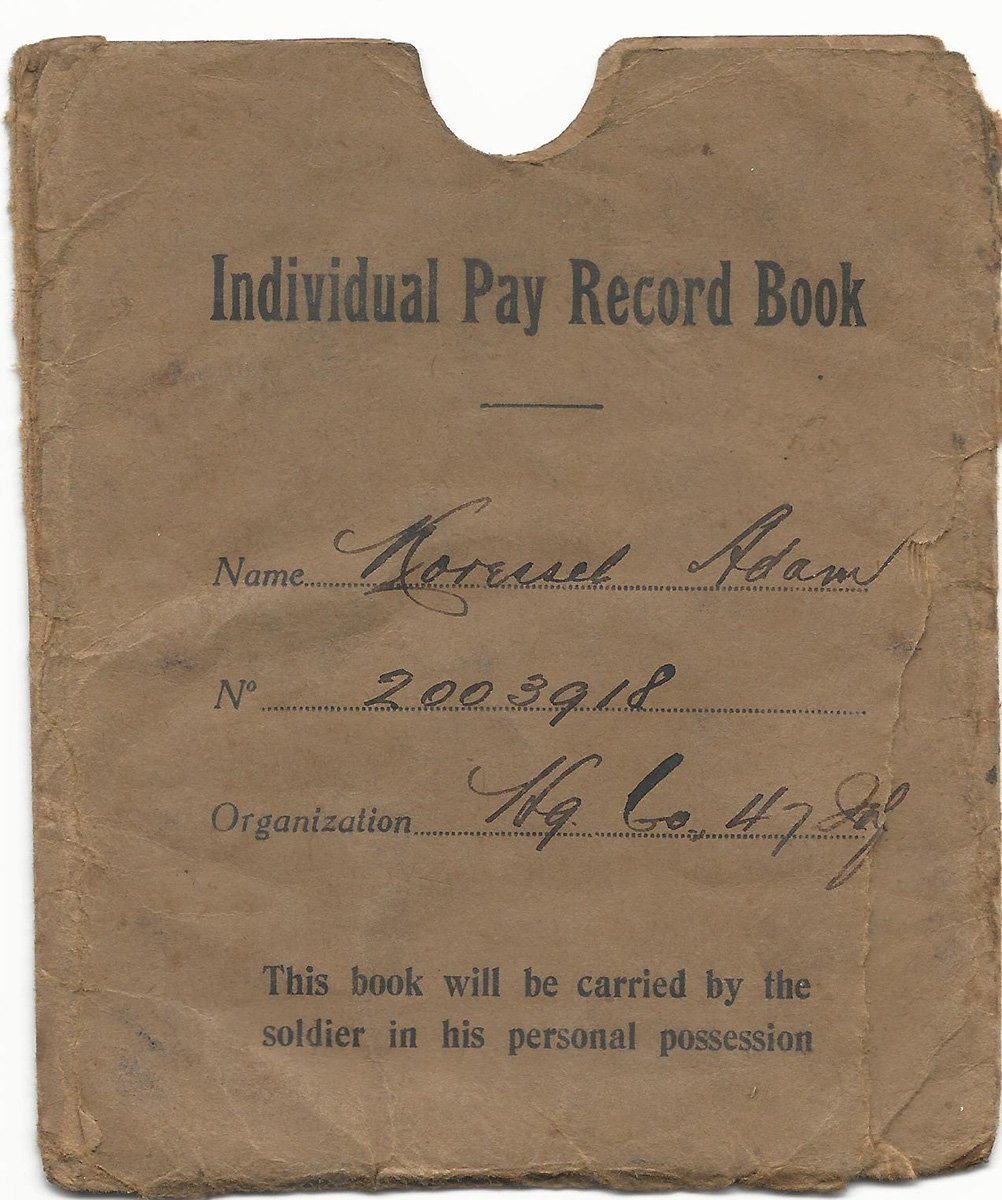 Individual Pay Record Book
Name Koressel Adam
Nº 2003918
Organization Hq. Co., 47 Inf
This book will be carried by the
soldier in his personal possession